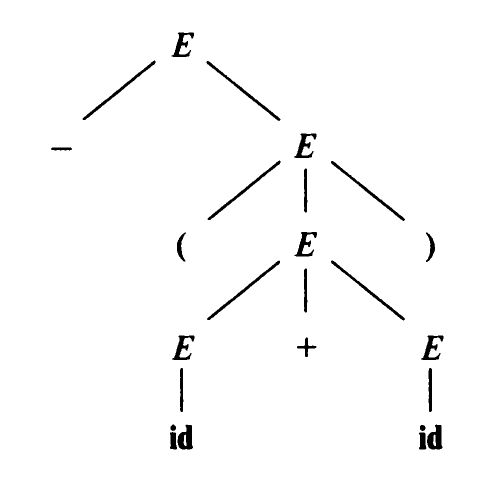 E
– E
( E )
E + E
id id